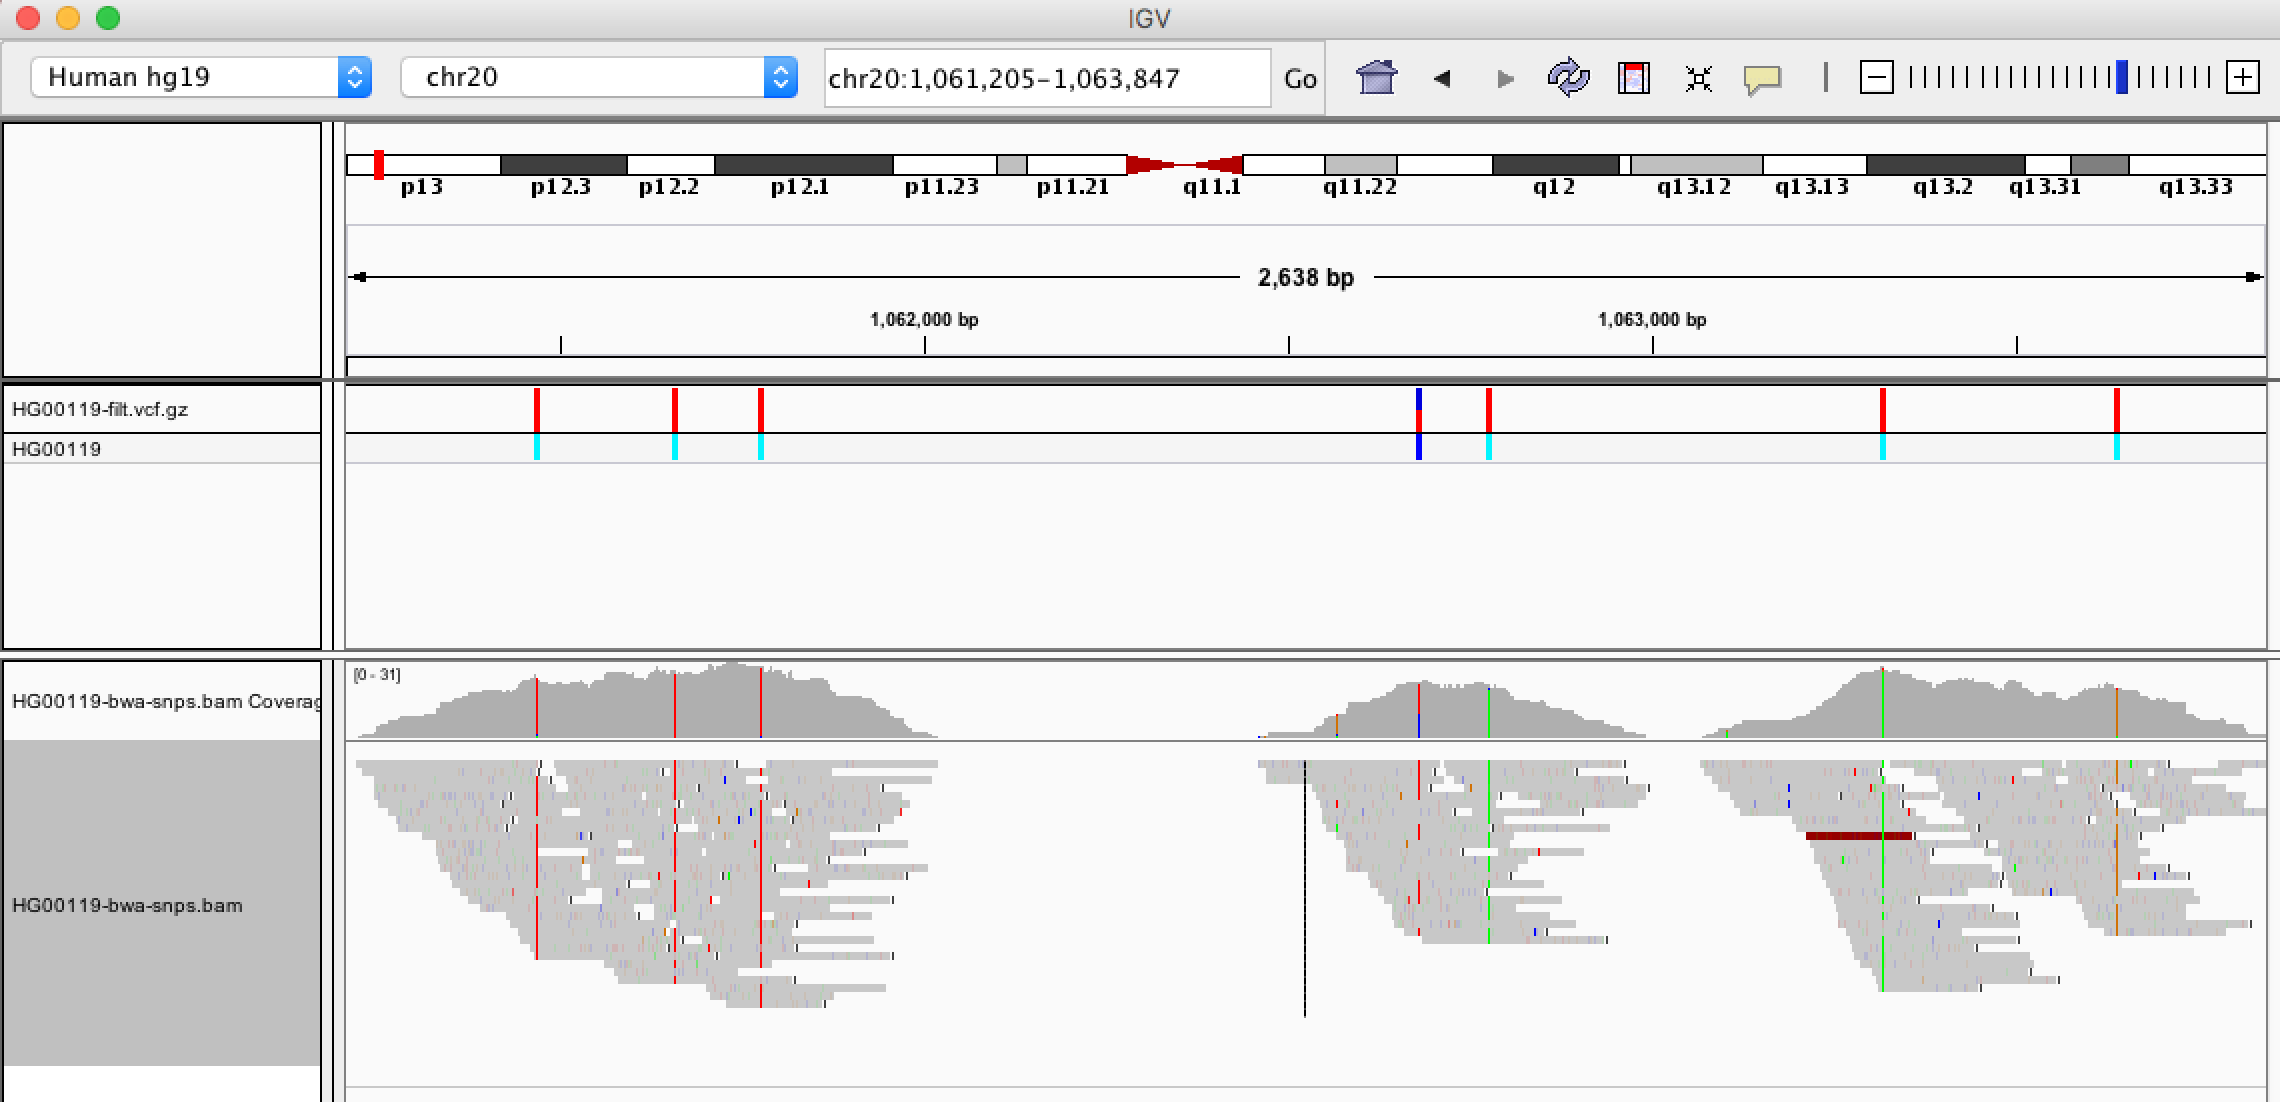 IGV
Human hg19 chr20 chr20:1,061,205-1,063,847 Go
p13 p12.3 p12.2 p12.1 p11.23 p11.21 q11.1 q11.22 q12 q13.12 q13.13 q13.2 q13.31 q13.33
2,638 bp
1,062,000 bp 1,063,000 bp
HG00119-filt.vcf.gz
HG00119
[0 - 31]
HG00119-bwa-snps.bam Coverag
HG00119-bwa-snps.bam